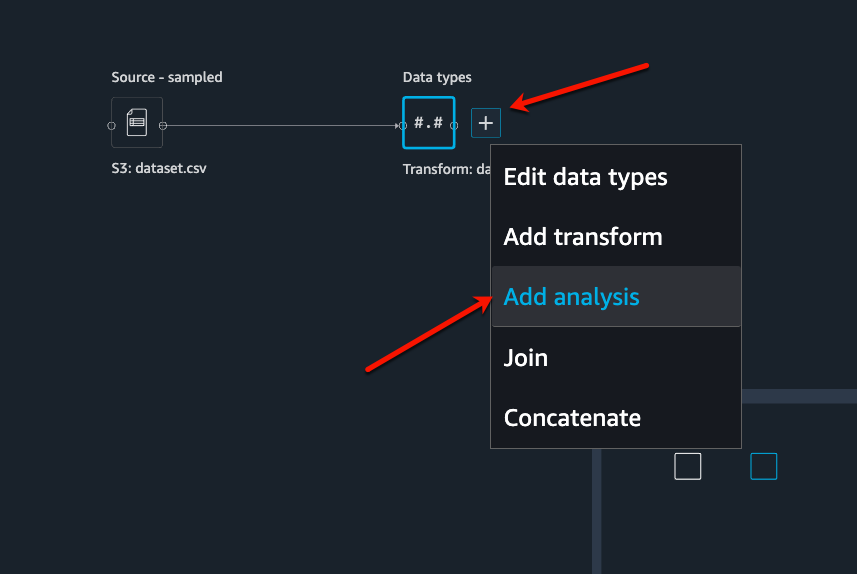 Source - sampled
Data types
#.#
+
S3: dataset.csv
Transform: da
Edit data types
Add transform
Add analysis
Join
Concatenate